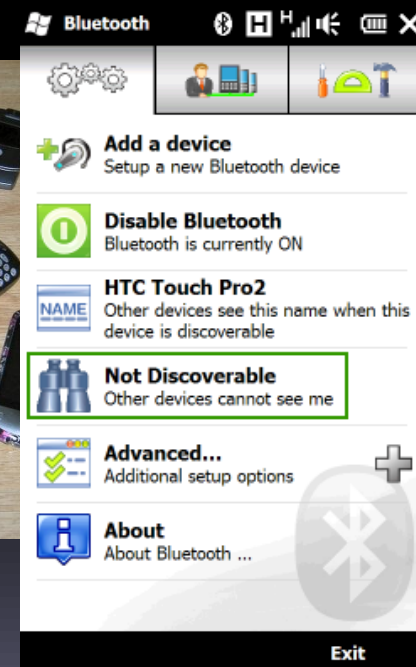 Bluetooth
H H
Add a device
Setup a new Bluetooth device
Disable Bluetooth
Bluetooth is currently ON
NAME
HTC Touch Pro2
Other devices see this name when this
device is discoverable
Not Discoverable
Other devices cannot see me
Advanced...
Additional setup options
About
About Bluetooth ...
Exit